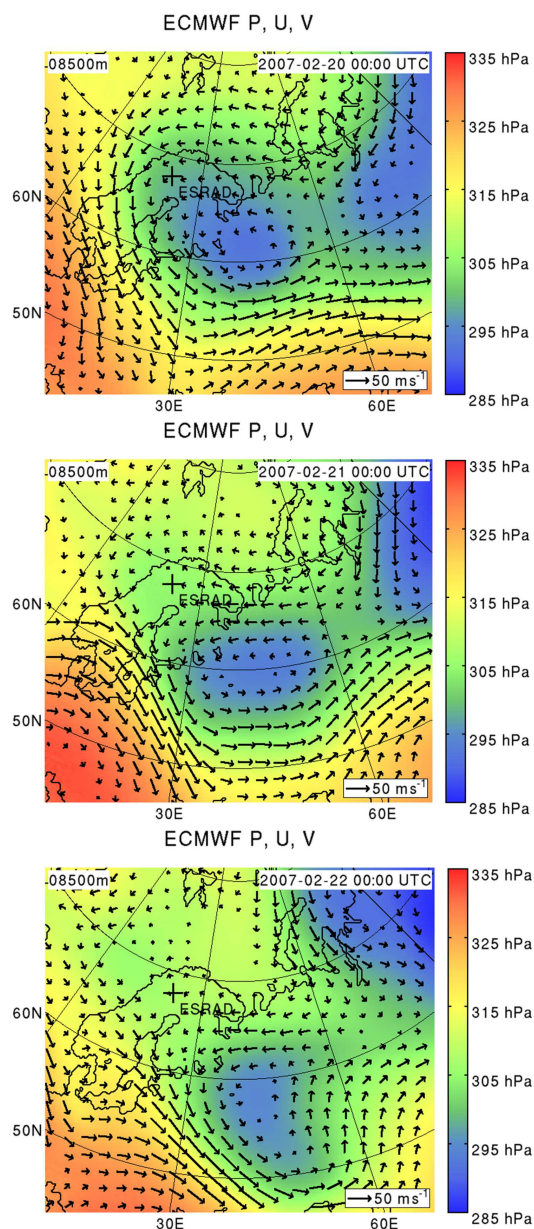 ECMWF P, U, V
08500m 2007-02-20 00:00 UTC
335 hPa
325 hPa
60N
ESRAD
315 hPa
305 hPa
50N
295 hPa
50 ms⁻¹
285 hPa
30E 60E
ECMWF P, U, V
08500m 2007-02-21 00:00 UTC
335 hPa
325 hPa
60N
ESRAD
315 hPa
305 hPa
50N
295 hPa
50 ms⁻¹
285 hPa
30E 60E
ECMWF P, U, V
08500m 2007-02-22 00:00 UTC
335 hPa
325 hPa
60N
ESRAD
315 hPa
305 hPa
50N
295 hPa
50 ms⁻¹
285 hPa
30E 60E